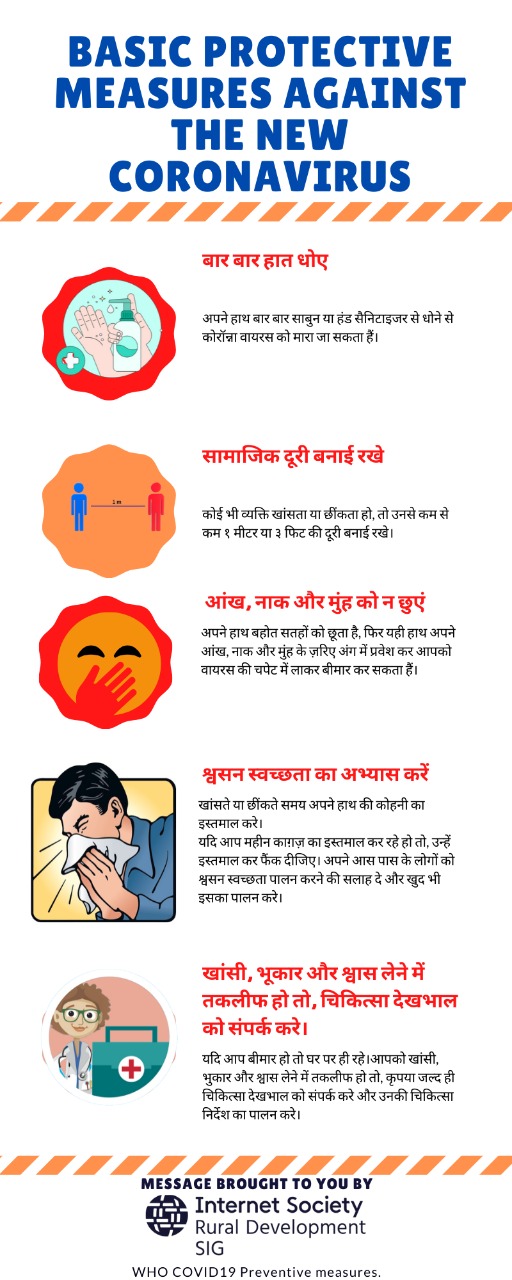 BASIC PROTECTIVE
MEASURES AGAINST
THE NEW
CORONAVIRUS
बार बार हात धोए
अपने हाथ बार बार साबुन या हंड सैनिटाइजर से धोने से
कोरॉन्ना वायरस को मारा जा सकता हैं।
सामाजिक दूरी बनाई रखे
1 m
कोई भी व्यक्ति खांसता या छींकता हो, तो उनसे कम से
कम १ मीटर या ३ फिट की दूरी बनाई रखे।
आंख, नाक और मुंह को न छुएं
अपने हाथ बहोत सतहों को छूता है, फिर यही हाथ अपने
आंख, नाक और मुंह के ज़रिए अंग में प्रवेश कर आपको
वायरस की चपेट में लाकर बीमार कर सकता हैं।
श्वसन स्वच्छता का अभ्यास करें
खांसते या छींकते समय अपने हाथ की कोहनी का
इस्तमाल करे।
यदि आप महीन काग़ज़ का इस्तमाल कर रहे हो तो, उन्हें
इस्तमाल कर फैंक दीजिए। अपने आस पास के लोगों को
श्वसन स्वच्छता पालन करने की सलाह दे और खुद भी
इसका पालन करे।
खांसी, भूकार और श्वास लेने में
तकलीफ हो तो, चिकित्सा देखभाल
को संपर्क करे।
यदि आप बीमार हो तो घर पर ही रहे।आपको खांसी,
भुकार और श्वास लेने में तकलीफ हो तो, कृपया जल्द ही
चिकित्सा देखभाल को संपर्क करे और उनकी चिकित्सा
निर्देश का पालन करे।
MESSAGE BROUGHT TO YOU BY
Internet Society
Rural Development
SIG
WHO COVID19 Preventive measures.